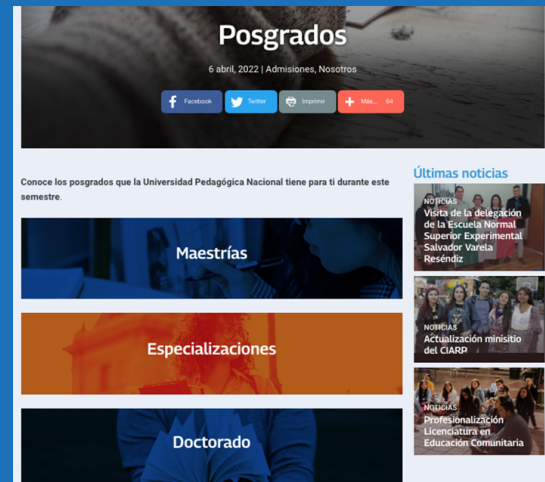 Posgrados
6 abril, 2022 | Admisiones, Nosotros
Facebook
Twitter
Imprimir
Más... 64
Conoce los posgrados que la Universidad Pedagógica Nacional tiene para ti durante este
semestre.
Maestrías
Especializaciones
Doctorado
Últimas noticias
NOTICIAS
Visita de la delegación
de la Escuela Normal
Superior Experimental
Salvador Varela
Reséndiz
NOTICIAS
Actualización minisitio
del CIARP
NOTICIAS
Profesionalización
Licenciatura en
Educación Comunitaria